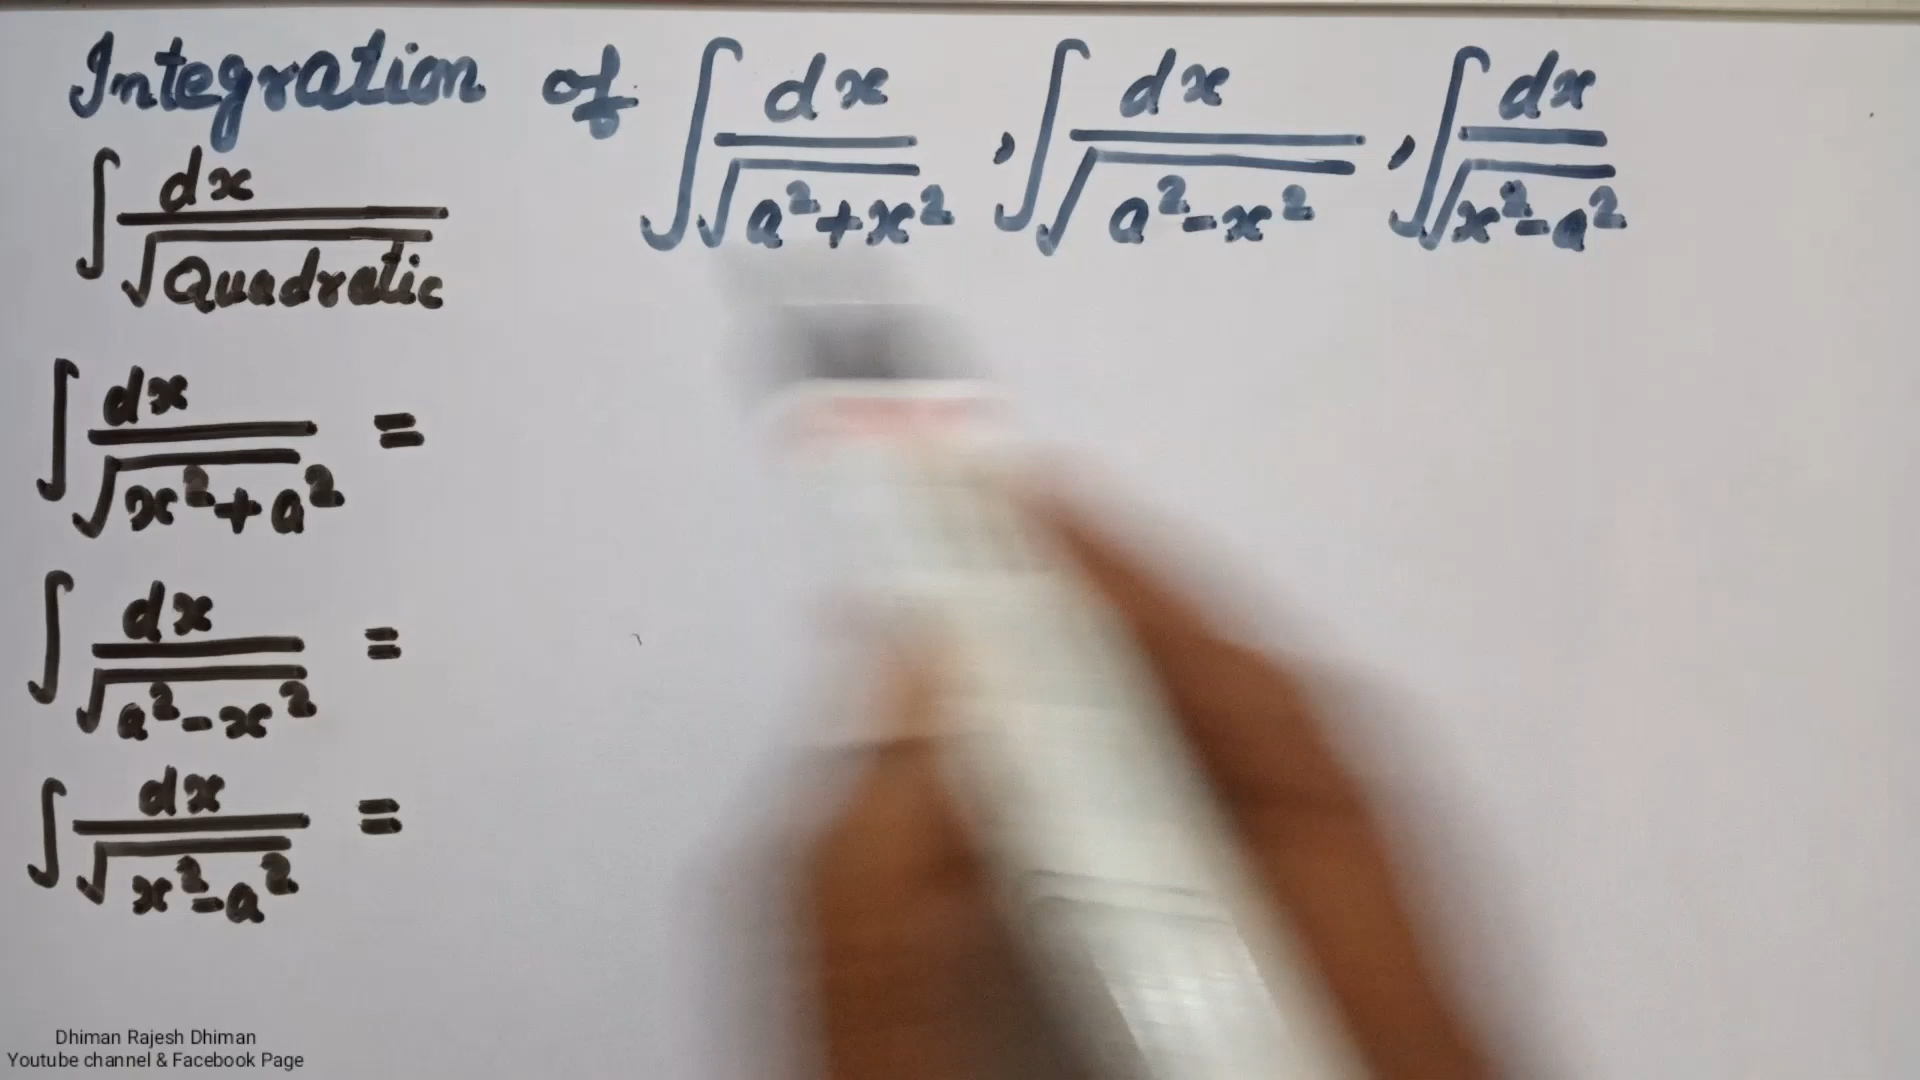 Integration of ∫ dx/√(a²+x²) , ∫ dx/√(a²-x²) , ∫ dx/√(x²-a²)
∫ dx/√Quadratic
∫ dx/√(x²+a²) =
∫ dx/√(a²-x²) =
∫ dx/√(x²-a²) =
Dhiman Rajesh Dhiman
Youtube channel & Facebook Page